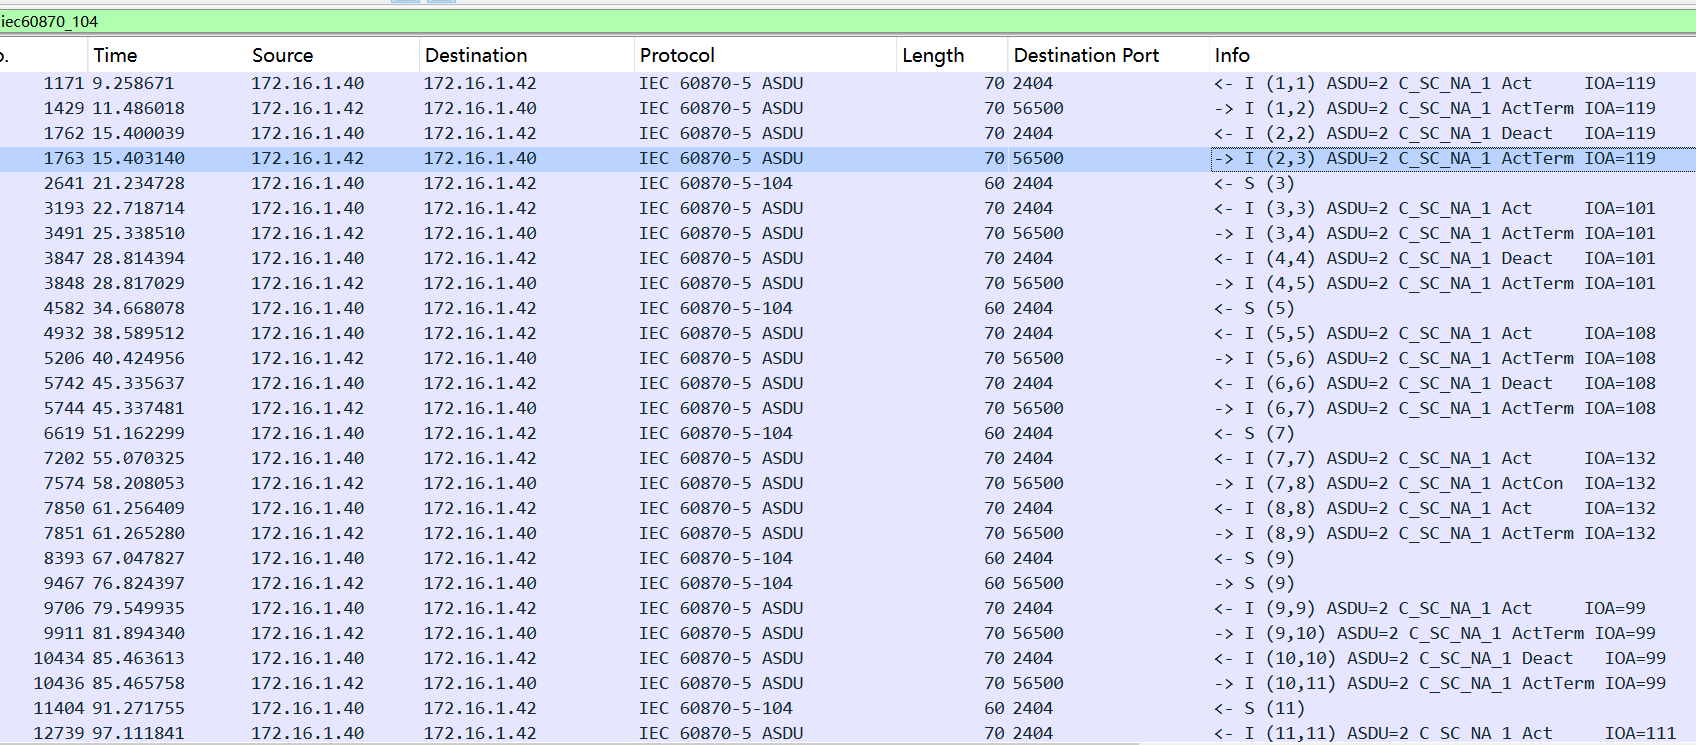 iec60870_104
o. Time Source Destination Protocol Length Destination Port Info
1171 9.258671 172.16.1.40 172.16.1.42 IEC 60870-5 ASDU 70 2404 <- I (1,1) ASDU=2 C_SC_NA_1 Act IOA=119
1429 11.486018 172.16.1.42 172.16.1.40 IEC 60870-5 ASDU 70 56500 -> I (1,2) ASDU=2 C_SC_NA_1 ActTerm IOA=119
1762 15.400039 172.16.1.40 172.16.1.42 IEC 60870-5 ASDU 70 2404 <- I (2,2) ASDU=2 C_SC_NA_1 Deact IOA=119
1763 15.403140 172.16.1.42 172.16.1.40 IEC 60870-5 ASDU 70 56500 -> I (2,3) ASDU=2 C_SC_NA_1 ActTerm IOA=119
2641 21.234728 172.16.1.40 172.16.1.42 IEC 60870-5-104 60 2404 <- S (3)
3193 22.718714 172.16.1.40 172.16.1.42 IEC 60870-5 ASDU 70 2404 <- I (3,3) ASDU=2 C_SC_NA_1 Act IOA=101
3491 25.338510 172.16.1.42 172.16.1.40 IEC 60870-5 ASDU 70 56500 -> I (3,4) ASDU=2 C_SC_NA_1 ActTerm IOA=101
3847 28.814394 172.16.1.40 172.16.1.42 IEC 60870-5 ASDU 70 2404 <- I (4,4) ASDU=2 C_SC_NA_1 Deact IOA=101
3848 28.817029 172.16.1.42 172.16.1.40 IEC 60870-5 ASDU 70 56500 -> I (4,5) ASDU=2 C_SC_NA_1 ActTerm IOA=101
4582 34.668078 172.16.1.40 172.16.1.42 IEC 60870-5-104 60 2404 <- S (5)
4932 38.589512 172.16.1.40 172.16.1.42 IEC 60870-5 ASDU 70 2404 <- I (5,5) ASDU=2 C_SC_NA_1 Act IOA=108
5206 40.424956 172.16.1.42 172.16.1.40 IEC 60870-5 ASDU 70 56500 -> I (5,6) ASDU=2 C_SC_NA_1 ActTerm IOA=108
5742 45.335637 172.16.1.40 172.16.1.42 IEC 60870-5 ASDU 70 2404 <- I (6,6) ASDU=2 C_SC_NA_1 Deact IOA=108
5744 45.337481 172.16.1.42 172.16.1.40 IEC 60870-5 ASDU 70 56500 -> I (6,7) ASDU=2 C_SC_NA_1 ActTerm IOA=108
6619 51.162299 172.16.1.40 172.16.1.42 IEC 60870-5-104 60 2404 <- S (7)
7202 55.070325 172.16.1.40 172.16.1.42 IEC 60870-5 ASDU 70 2404 <- I (7,7) ASDU=2 C_SC_NA_1 Act IOA=132
7574 58.208053 172.16.1.42 172.16.1.40 IEC 60870-5 ASDU 70 56500 -> I (7,8) ASDU=2 C_SC_NA_1 ActCon IOA=132
7850 61.256409 172.16.1.40 172.16.1.42 IEC 60870-5 ASDU 70 2404 <- I (8,8) ASDU=2 C_SC_NA_1 Act IOA=132
7851 61.265280 172.16.1.42 172.16.1.40 IEC 60870-5 ASDU 70 56500 -> I (8,9) ASDU=2 C_SC_NA_1 ActTerm IOA=132
8393 67.047827 172.16.1.40 172.16.1.42 IEC 60870-5-104 60 2404 <- S (9)
9467 76.824397 172.16.1.42 172.16.1.40 IEC 60870-5-104 60 56500 -> S (9)
9706 79.549935 172.16.1.40 172.16.1.42 IEC 60870-5 ASDU 70 2404 <- I (9,9) ASDU=2 C_SC_NA_1 Act IOA=99
9911 81.894340 172.16.1.42 172.16.1.40 IEC 60870-5 ASDU 70 56500 -> I (9,10) ASDU=2 C_SC_NA_1 ActTerm IOA=99
10434 85.463613 172.16.1.40 172.16.1.42 IEC 60870-5 ASDU 70 2404 <- I (10,10) ASDU=2 C_SC_NA_1 Deact IOA=99
10436 85.465758 172.16.1.42 172.16.1.40 IEC 60870-5 ASDU 70 56500 -> I (10,11) ASDU=2 C_SC_NA_1 ActTerm IOA=99
11404 91.271755 172.16.1.40 172.16.1.42 IEC 60870-5-104 60 2404 <- S (11)
12739 97.111841 172.16.1.40 172.16.1.42 IEC 60870-5 ASDU 70 2404 <- I (11,11) ASDU=2 C_SC_NA_1 Act IOA=111